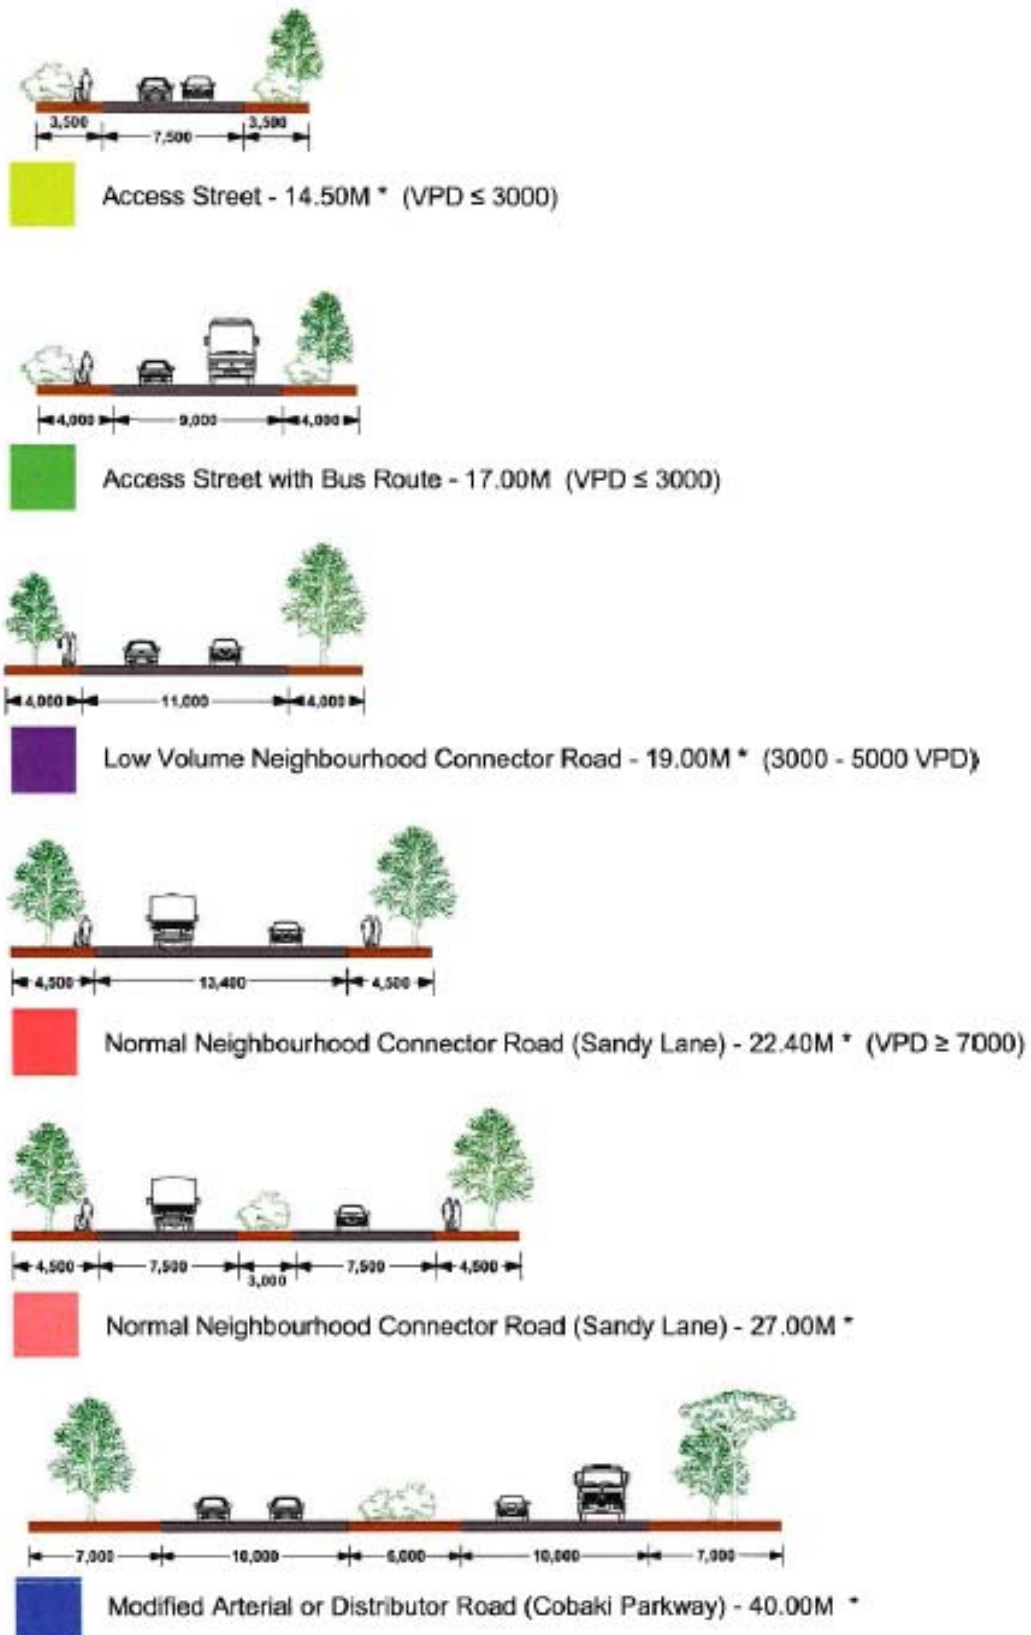 3,500 7,500 3,500
Access Street - 14.50M * (VPD ≤ 3000)
4,000 9,000 4,000
Access Street with Bus Route - 17.00M (VPD ≤ 3000)
4,000 11,000 4,000
Low Volume Neighbourhood Connector Road - 19.00M * (3000 - 5000 VPD)
4,500 13,400 4,500
Normal Neighbourhood Connector Road (Sandy Lane) - 22.40M * (VPD ≥ 7000)
4,500 7,500 3,000 7,500 4,500
Normal Neighbourhood Connector Road (Sandy Lane) - 27.00M *
7,000 10,000 6,000 10,000 7,000
Modified Arterial or Distributor Road (Cobaki Parkway) - 40.00M *